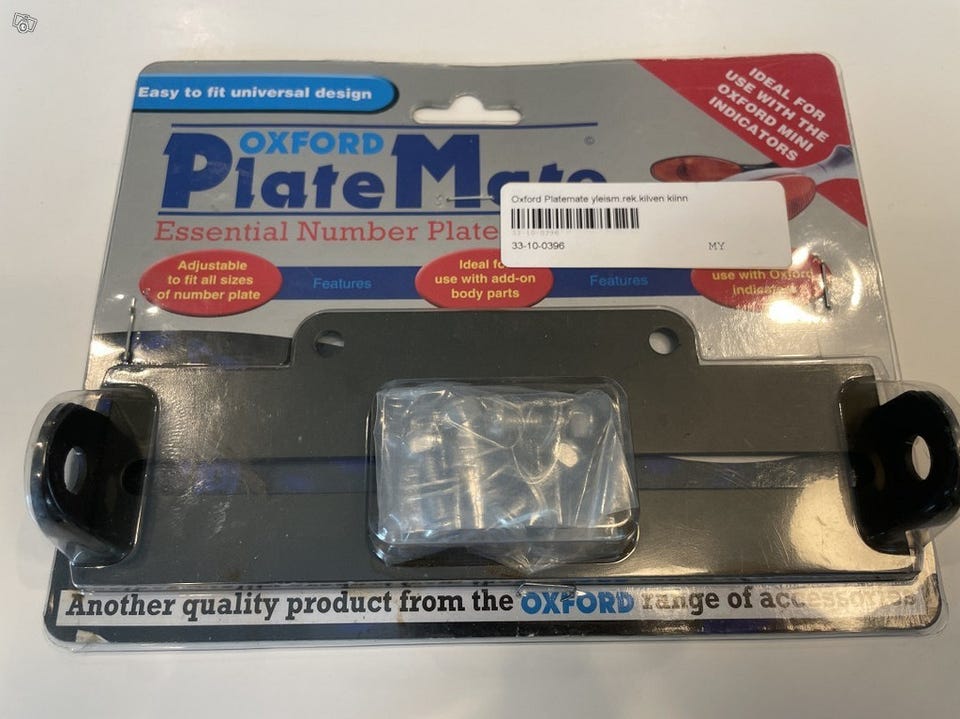 Easy to fit universal design
IDEAL FOR
USE WITH THE
OXFORD MINI
INDICATORS
OXFORD
©
PlateMate
Essential Number Plate
Oxford Platemate yleism.rek.kilven kiinn
33-10-0396
33-10-0396
MY
Adjustable
to fit all sizes
of number plate
Features
Ideal for
use with add-on
body parts
Features
use with Oxford
indicators
Another quality product from the OXFORD range of accessories